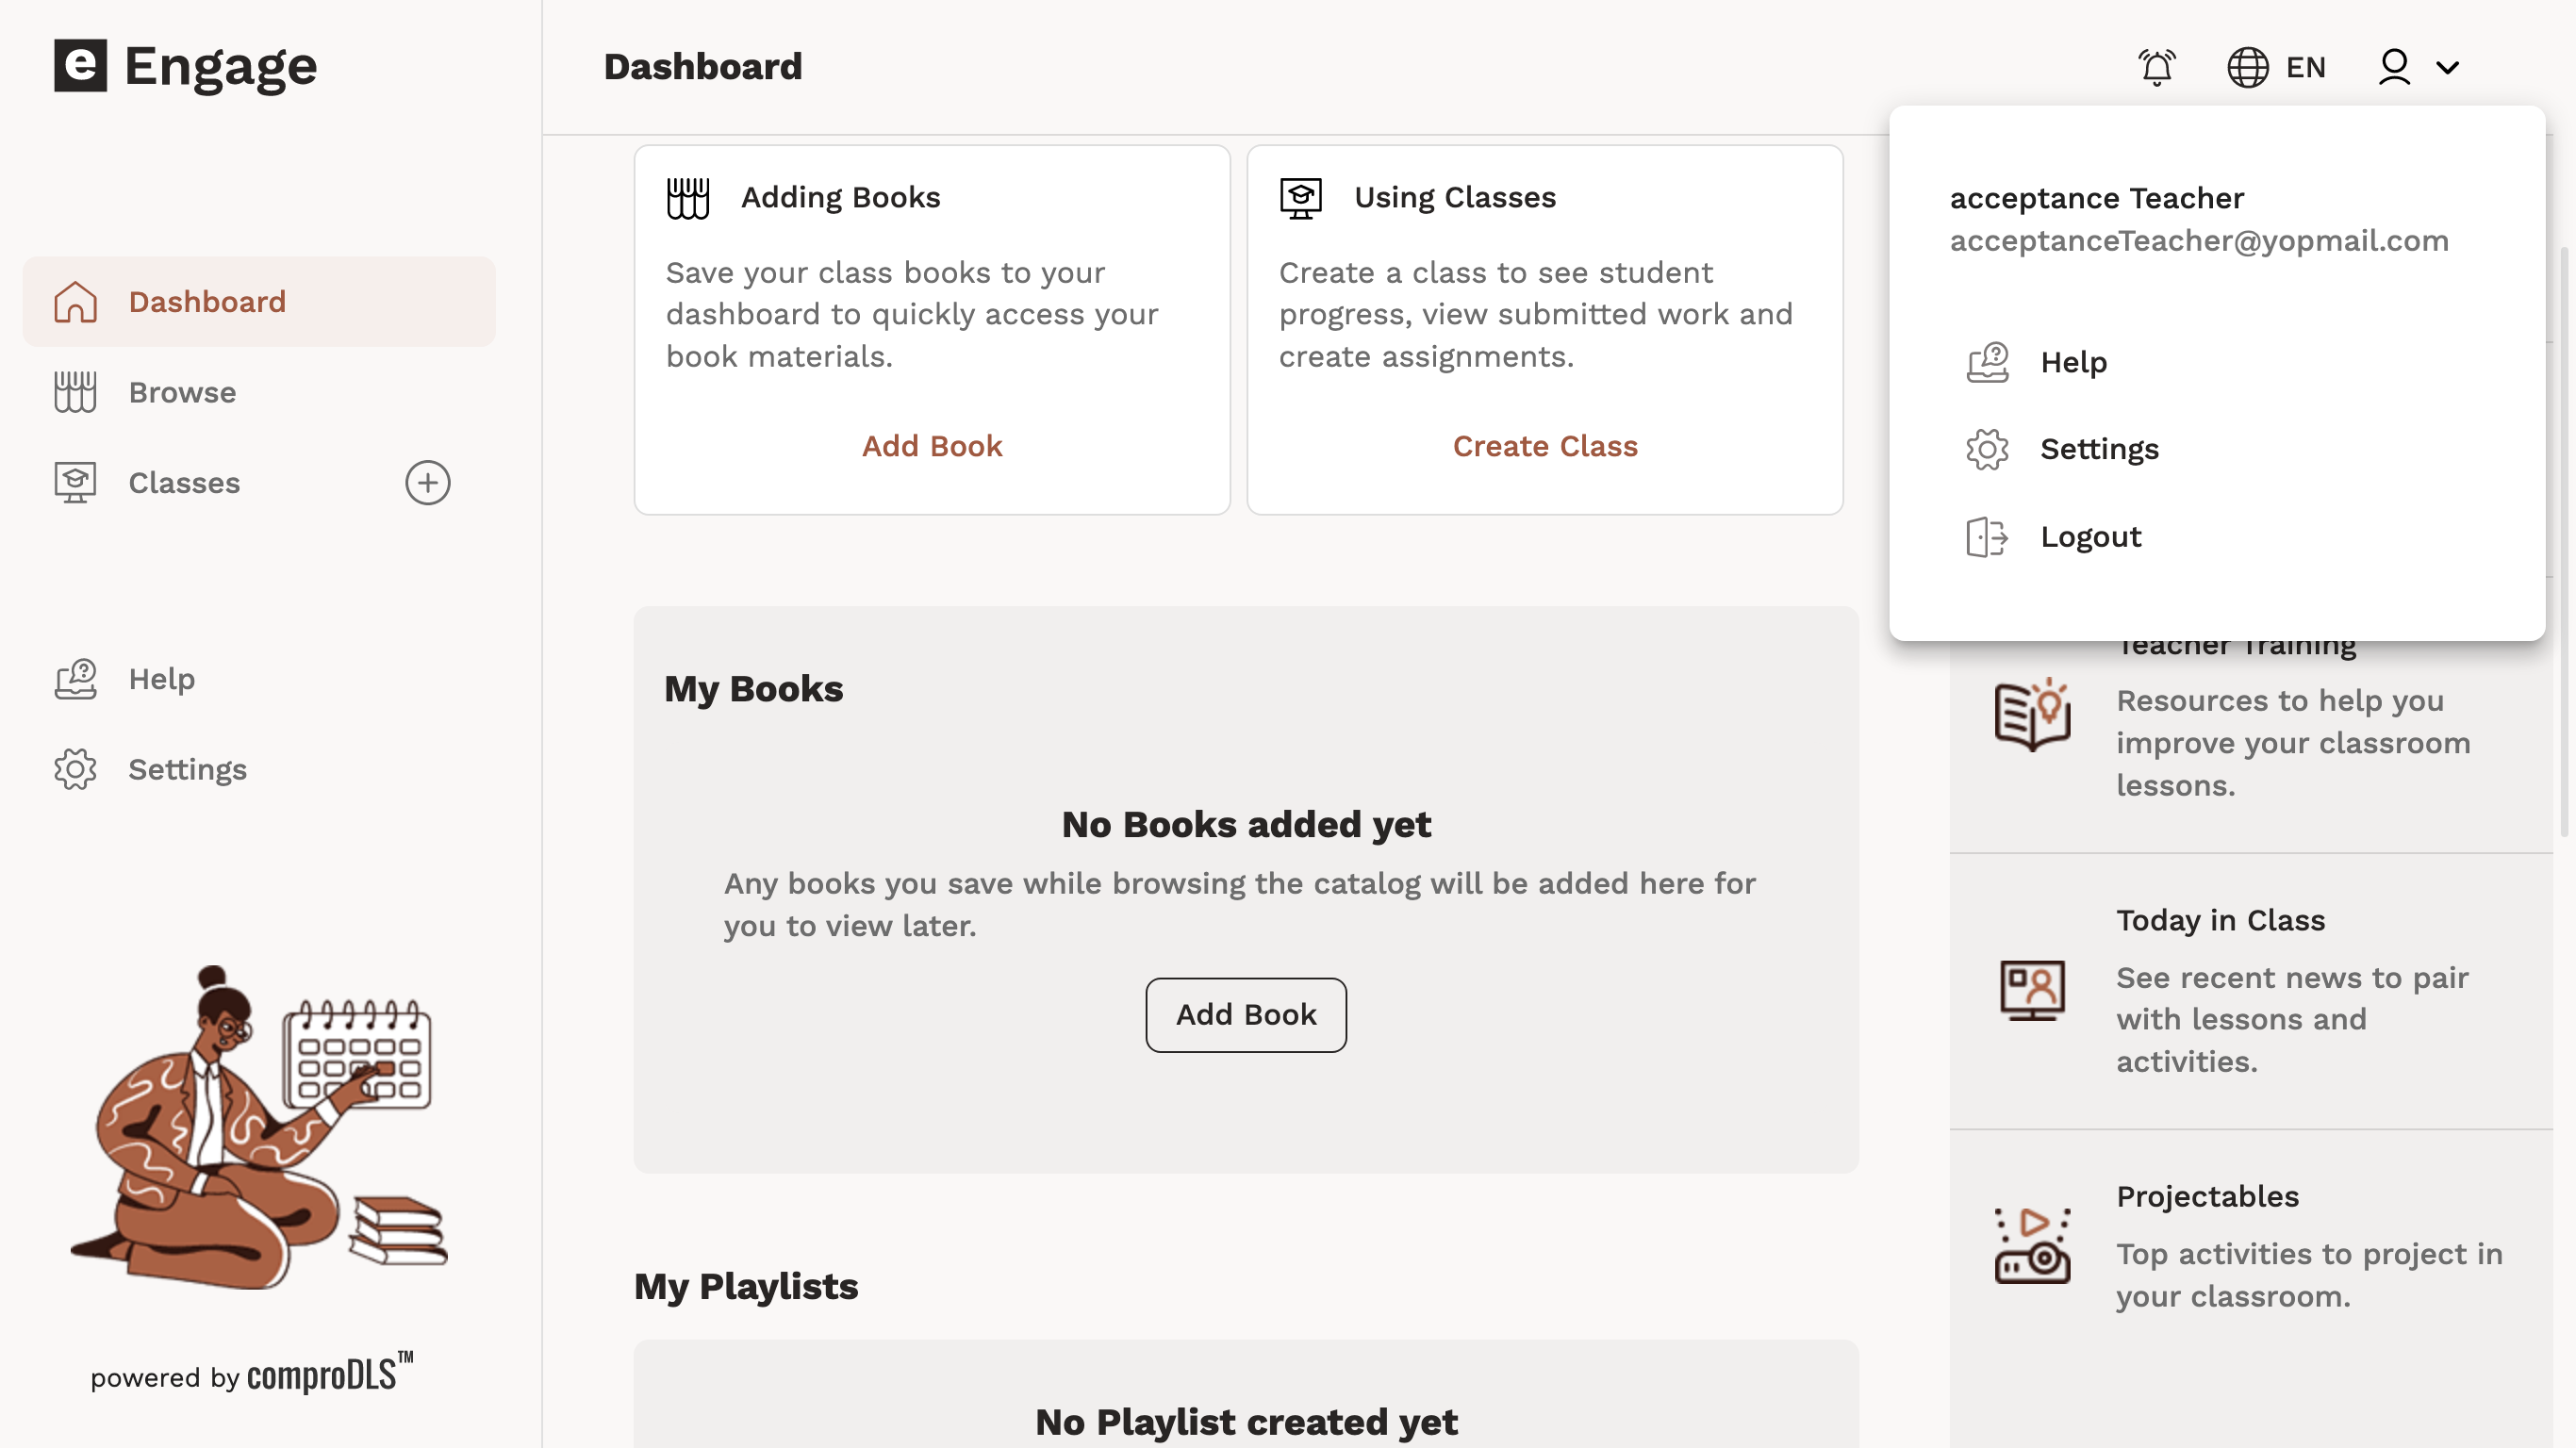 e Engage
Dashboard
Browse
Classes
Help
Settings
powered by comproDLS™
Dashboard
EN
Adding Books
Save your class books to your
dashboard to quickly access your
book materials.
Add Book
Using Classes
Create a class to see student
progress, view submitted work and
create assignments.
Create Class
My Books
No Books added yet
Any books you save while browsing the catalog will be added here for
you to view later.
Add Book
My Playlists
No Playlist created yet
acceptance Teacher
acceptanceTeacher@yopmail.com
Help
Settings
Logout
Teacher Training
Resources to help you
improve your classroom
lessons.
Today in Class
See recent news to pair
with lessons and
activities.
Projectables
Top activities to project in
your classroom.